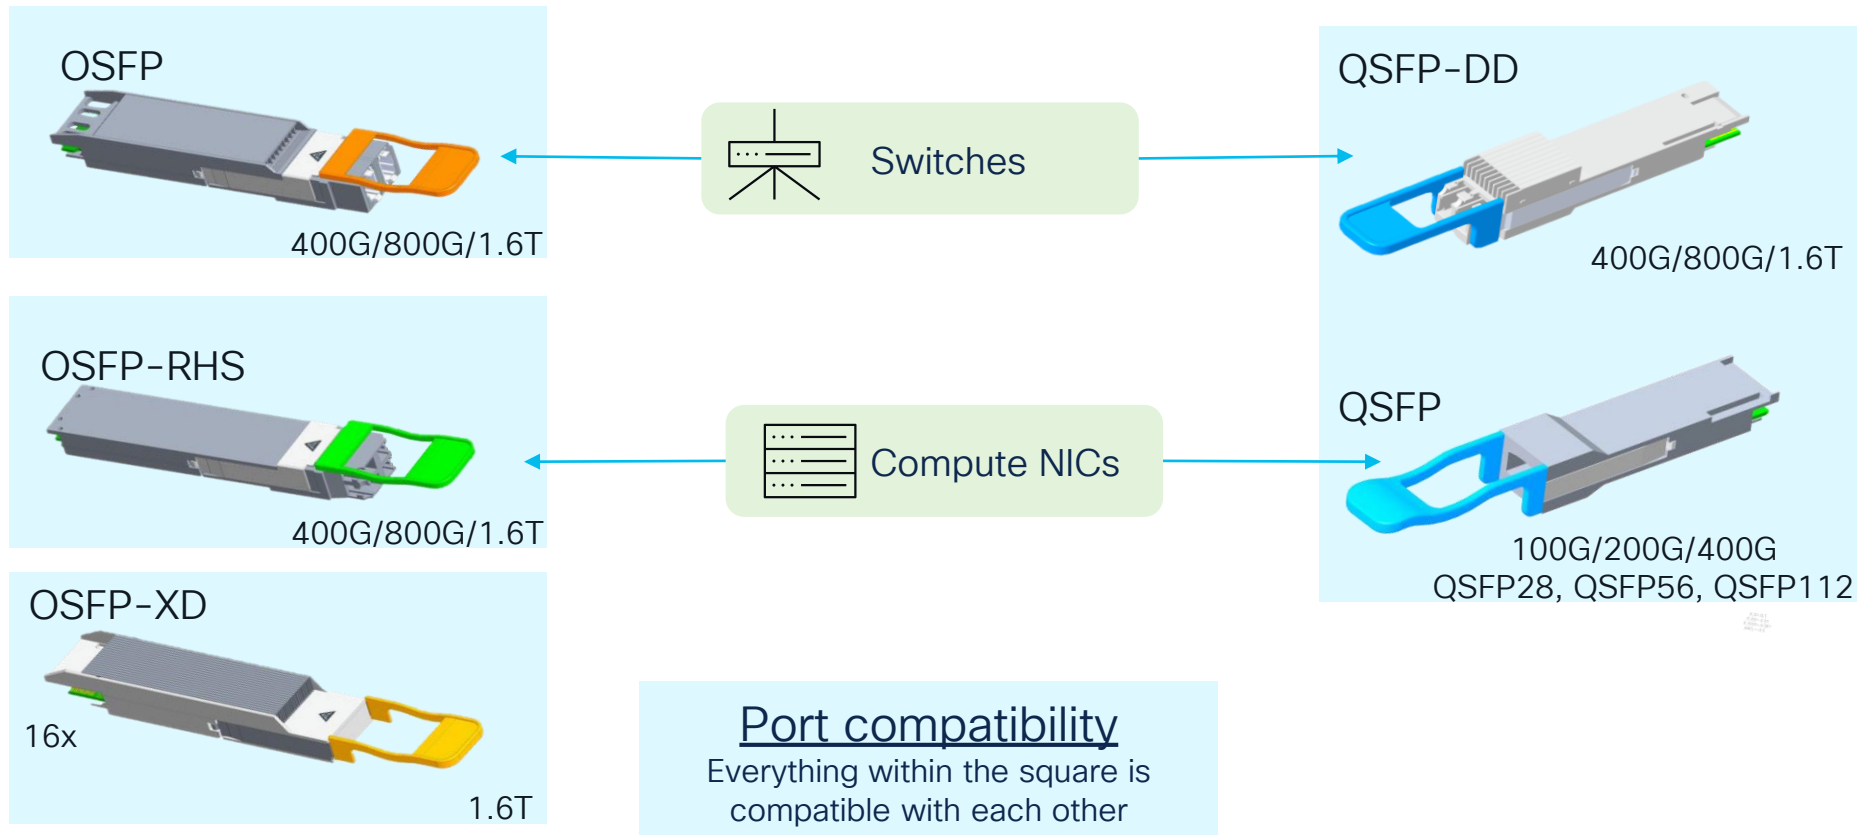 OSFP
400G/800G/1.6T
Switches
QSFP-DD
400G/800G/1.6T
OSFP-RHS
400G/800G/1.6T
Compute NICs
QSFP
100G/200G/400G
QSFP28, QSFP56, QSFP112
OSFP-XD
16x
1.6T
Port compatibility
Everything within the square is
compatible with each other